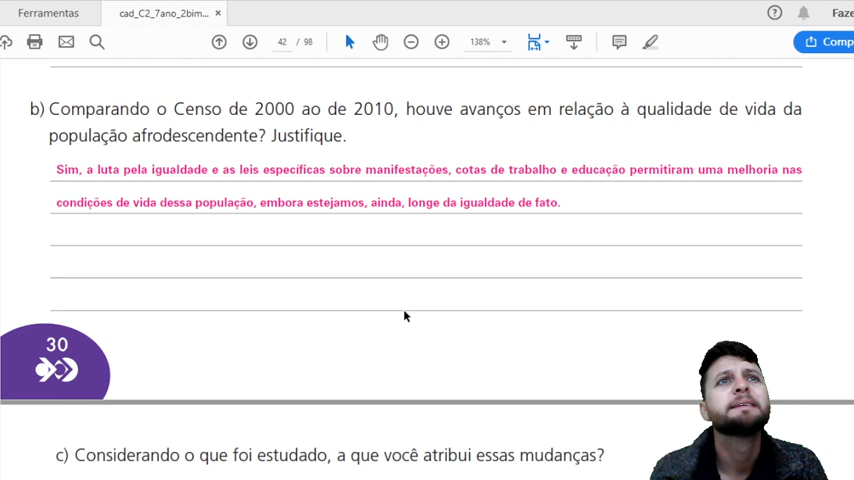 Ferramentas
cad_C2_7ano_2bim... ×
? Faze
42 / 98
138%
Comp
b) Comparando o Censo de 2000 ao de 2010, houve avanços em relação à qualidade de vida da
população afrodescendente? Justifique.
Sim, a luta pela igualdade e as leis específicas sobre manifestações, cotas de trabalho e educação permitiram uma melhoria nas
condições de vida dessa população, embora estejamos, ainda, longe da igualdade de fato.
30
c) Considerando o que foi estudado, a que você atribui essas mudanças?